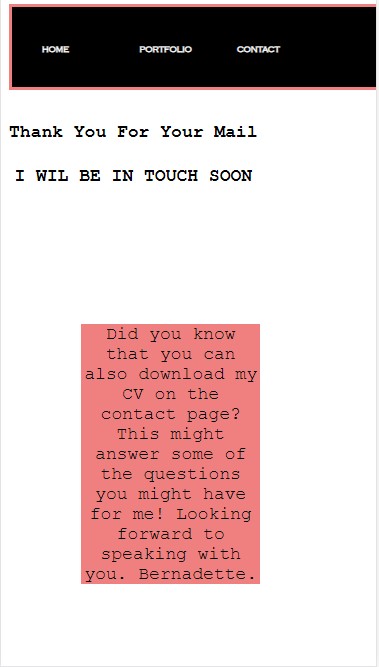 HOME PORTFOLIO CONTACT
Thank You For Your Mail
I WIL BE IN TOUCH SOON
Did you know
that you can
also download my
CV on the
contact page?
This might
answer some of
the questions
you might have
for me! Looking
forward to
speaking with
you. Bernadette.